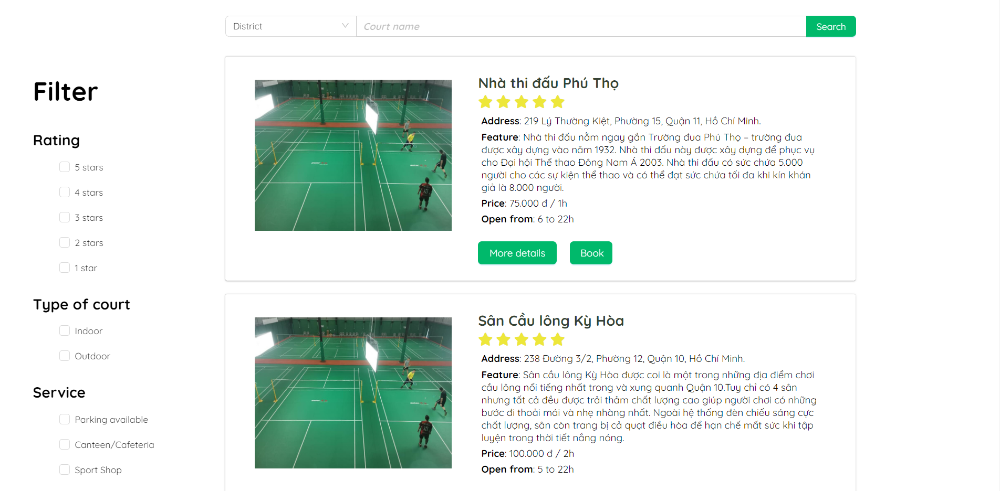 District
Court name
Search
Filter
Rating
5 stars
4 stars
3 stars
2 stars
1 star
Type of court
Indoor
Outdoor
Service
Parking available
Canteen/Cafeteria
Sport Shop
Nhà thi đấu Phú Thọ
Address: 219 Lý Thường Kiệt, Phường 15, Quận 11, Hồ Chí Minh.
Feature: Nhà thi đấu nằm ngay gần Trường đua Phú Thọ – trường đua
được xây dựng vào năm 1932. Nhà thi đấu này được xây dựng để phục vụ
cho Đại hội Thể thao Đông Nam Á 2003. Nhà thi đấu có sức chứa 5.000
người cho các sự kiện thể thao và có thể đạt sức chứa tối đa khi kín khán
giả là 8.000 người.
Price: 75.000 đ / 1h
Open from: 6 to 22h
More details
Book
Sân Cầu lông Kỳ Hòa
Address: 238 Đường 3/2, Phường 12, Quận 10, Hồ Chí Minh.
Feature: Sân cầu lông Kỳ Hòa được coi là một trong những địa điểm chơi
cầu lông nổi tiếng nhất trong và xung quanh Quận 10.Tuy chỉ có 4 sân
nhưng tất cả đều được trải thảm chất lượng cao giúp người chơi có những
bước đi thoải mái và nhẹ nhàng nhất. Ngoài hệ thống đèn chiếu sáng cực
chất lượng, sân còn trang bị cả quạt điều hòa để hạn chế mất sức khi tập
luyện trong thời tiết nắng nóng.
Price: 100.000 đ / 2h
Open from: 5 to 22h